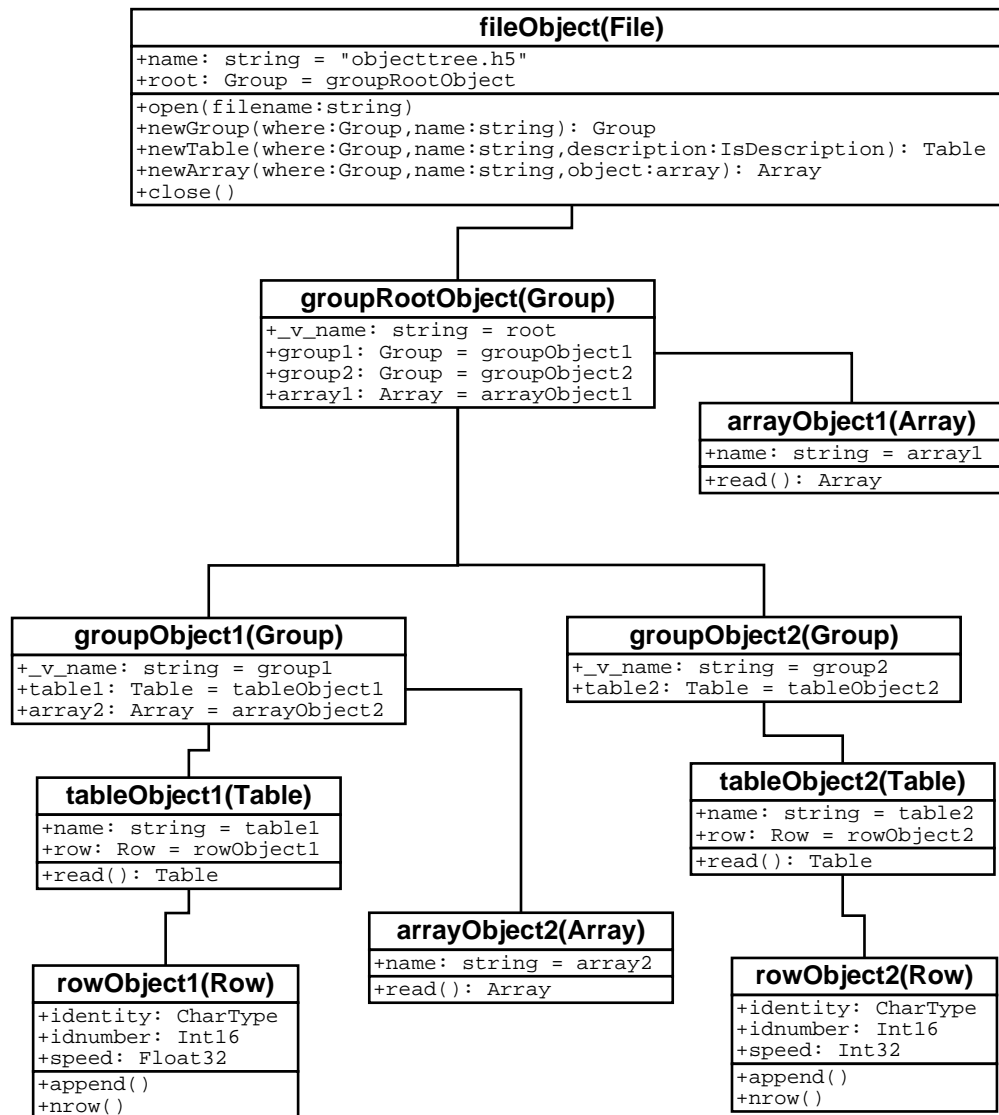 fileObject(File)
+name: string = "objecttree.h5"
+root: Group = groupRootObject
+open(filename:string)
+newGroup(where:Group,name:string): Group
+newTable(where:Group,name:string,description:IsDescription): Table
+newArray(where:Group,name:string,object:array): Array
+close()
groupRootObject(Group)
+_v_name: string = root
+group1: Group = groupObject1
+group2: Group = groupObject2
+array1: Array = arrayObject1
arrayObject1(Array)
+name: string = array1
+read(): Array
groupObject1(Group)
+_v_name: string = group1
+table1: Table = tableObject1
+array2: Array = arrayObject2
groupObject2(Group)
+_v_name: string = group2
+table2: Table = tableObject2
tableObject1(Table)
+name: string = table1
+row: Row = rowObject1
+read(): Table
tableObject2(Table)
+name: string = table2
+row: Row = rowObject2
+read(): Table
arrayObject2(Array)
+name: string = array2
+read(): Array
rowObject1(Row)
+identity: CharType
+idnumber: Int16
+speed: Float32
+append()
+nrow()
rowObject2(Row)
+identity: CharType
+idnumber: Int16
+speed: Int32
+append()
+nrow()